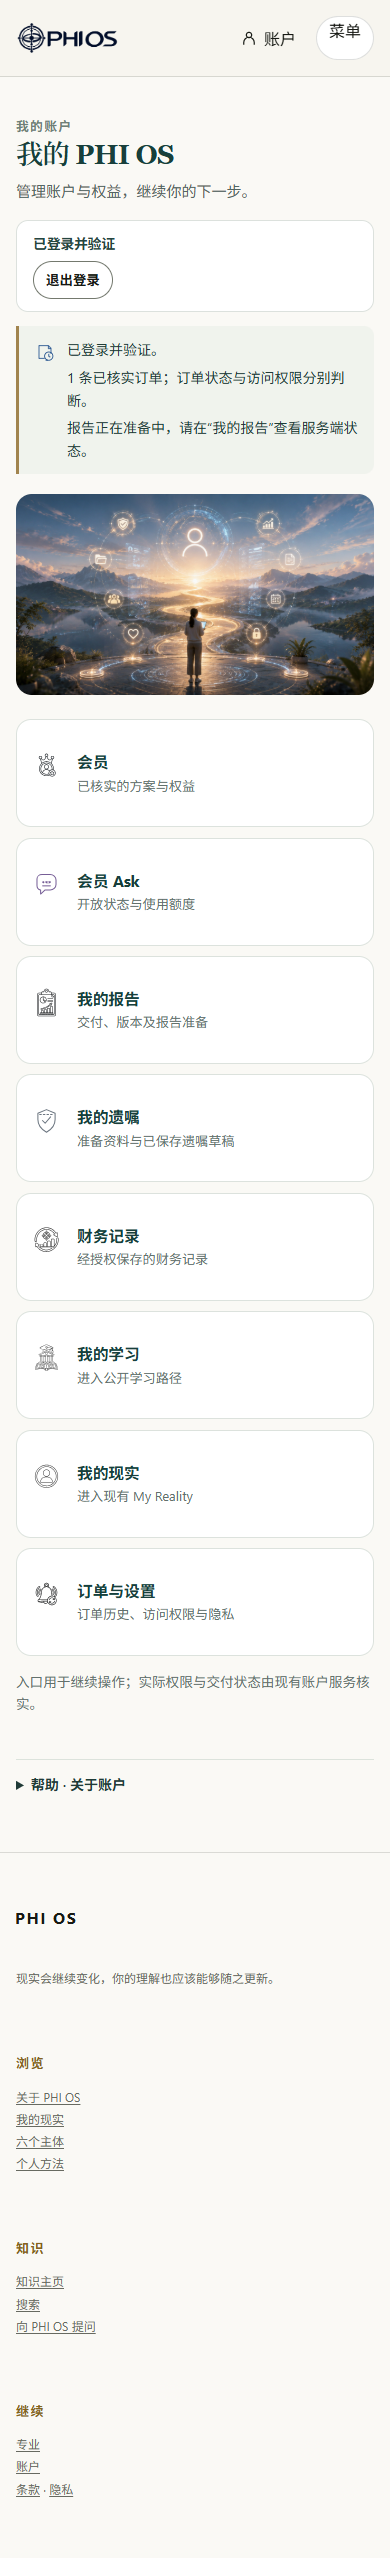 PHI OS
账户
菜单
我的账户
我的 PHI OS
管理账户与权益，继续你的下一步。
已登录并验证
退出登录
已登录并验证。
1 条已核实订单；订单状态与访问权限分别判
断。
报告正在准备中，请在“我的报告”查看服务端状
态。
会员
已核实的方案与权益
会员 Ask
开放状态与使用额度
我的报告
交付、版本及报告准备
我的遗嘱
准备资料与已保存遗嘱草稿
财务记录
经授权保存的财务记录
我的学习
进入公开学习路径
我的现实
进入现有 My Reality
订单与设置
订单历史、访问权限与隐私
入口用于继续操作；实际权限与交付状态由现有账户服务核
实。
帮助 · 关于账户
PHI OS
现实会继续变化，你的理解也应该能够随之更新。
浏览
关于 PHI OS
我的现实
六个主体
个人方法
知识
知识主页
搜索
向 PHI OS 提问
继续
专业
账户
条款 · 隐私